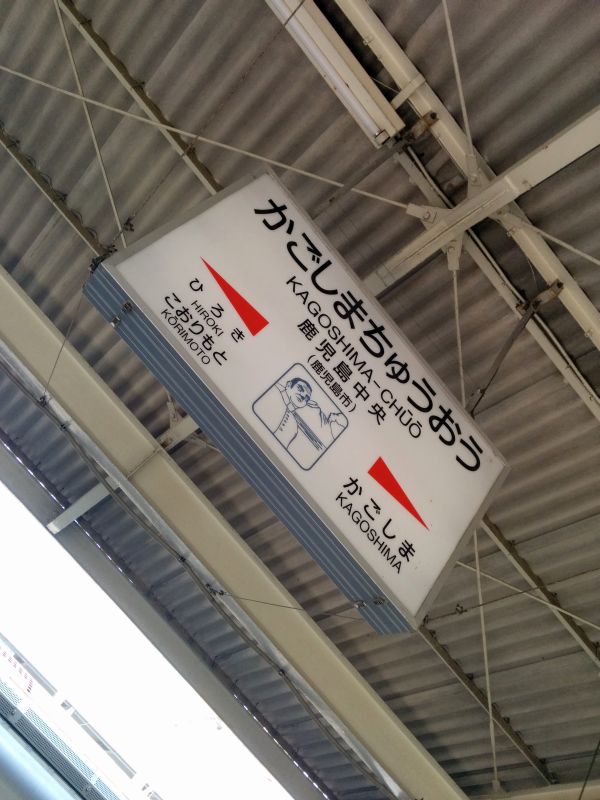 かごしまちゅうおう
KAGOSHIMA-CHŪŌ
鹿児島中央
(鹿児島市)
ひろき
HIROKI
こおりもと
KŌRIMOTO
かごしま
KAGOSHIMA